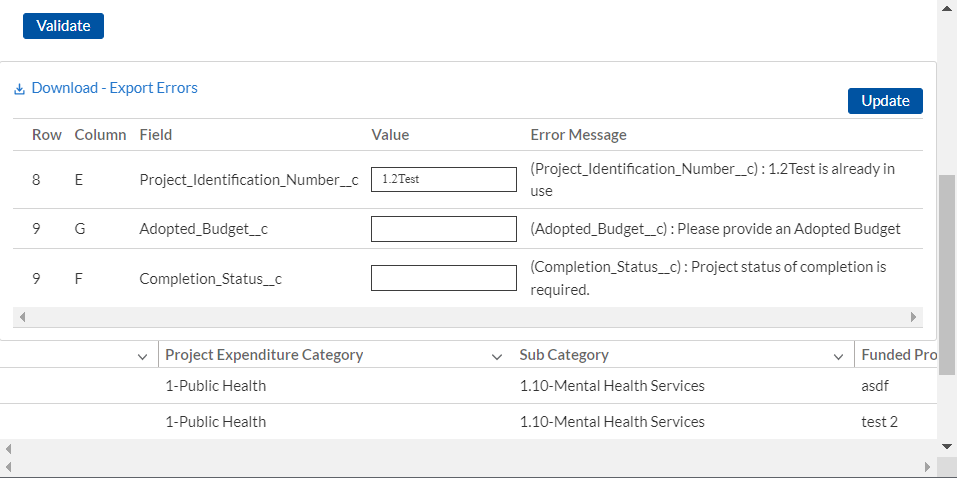 Validate
Download - Export Errors
Update
Row Column Field Value Error Message
8 E Project_Identification_Number__c 1.2Test (Project_Identification_Number__c) : 1.2Test is already in
use
9 G Adopted_Budget__c (Adopted_Budget__c) : Please provide an Adopted Budget
9 F Completion_Status__c (Completion_Status__c) : Project status of completion is
required.
Project Expenditure Category Sub Category Funded Pro
1-Public Health 1.10-Mental Health Services asdf
1-Public Health 1.10-Mental Health Services test 2